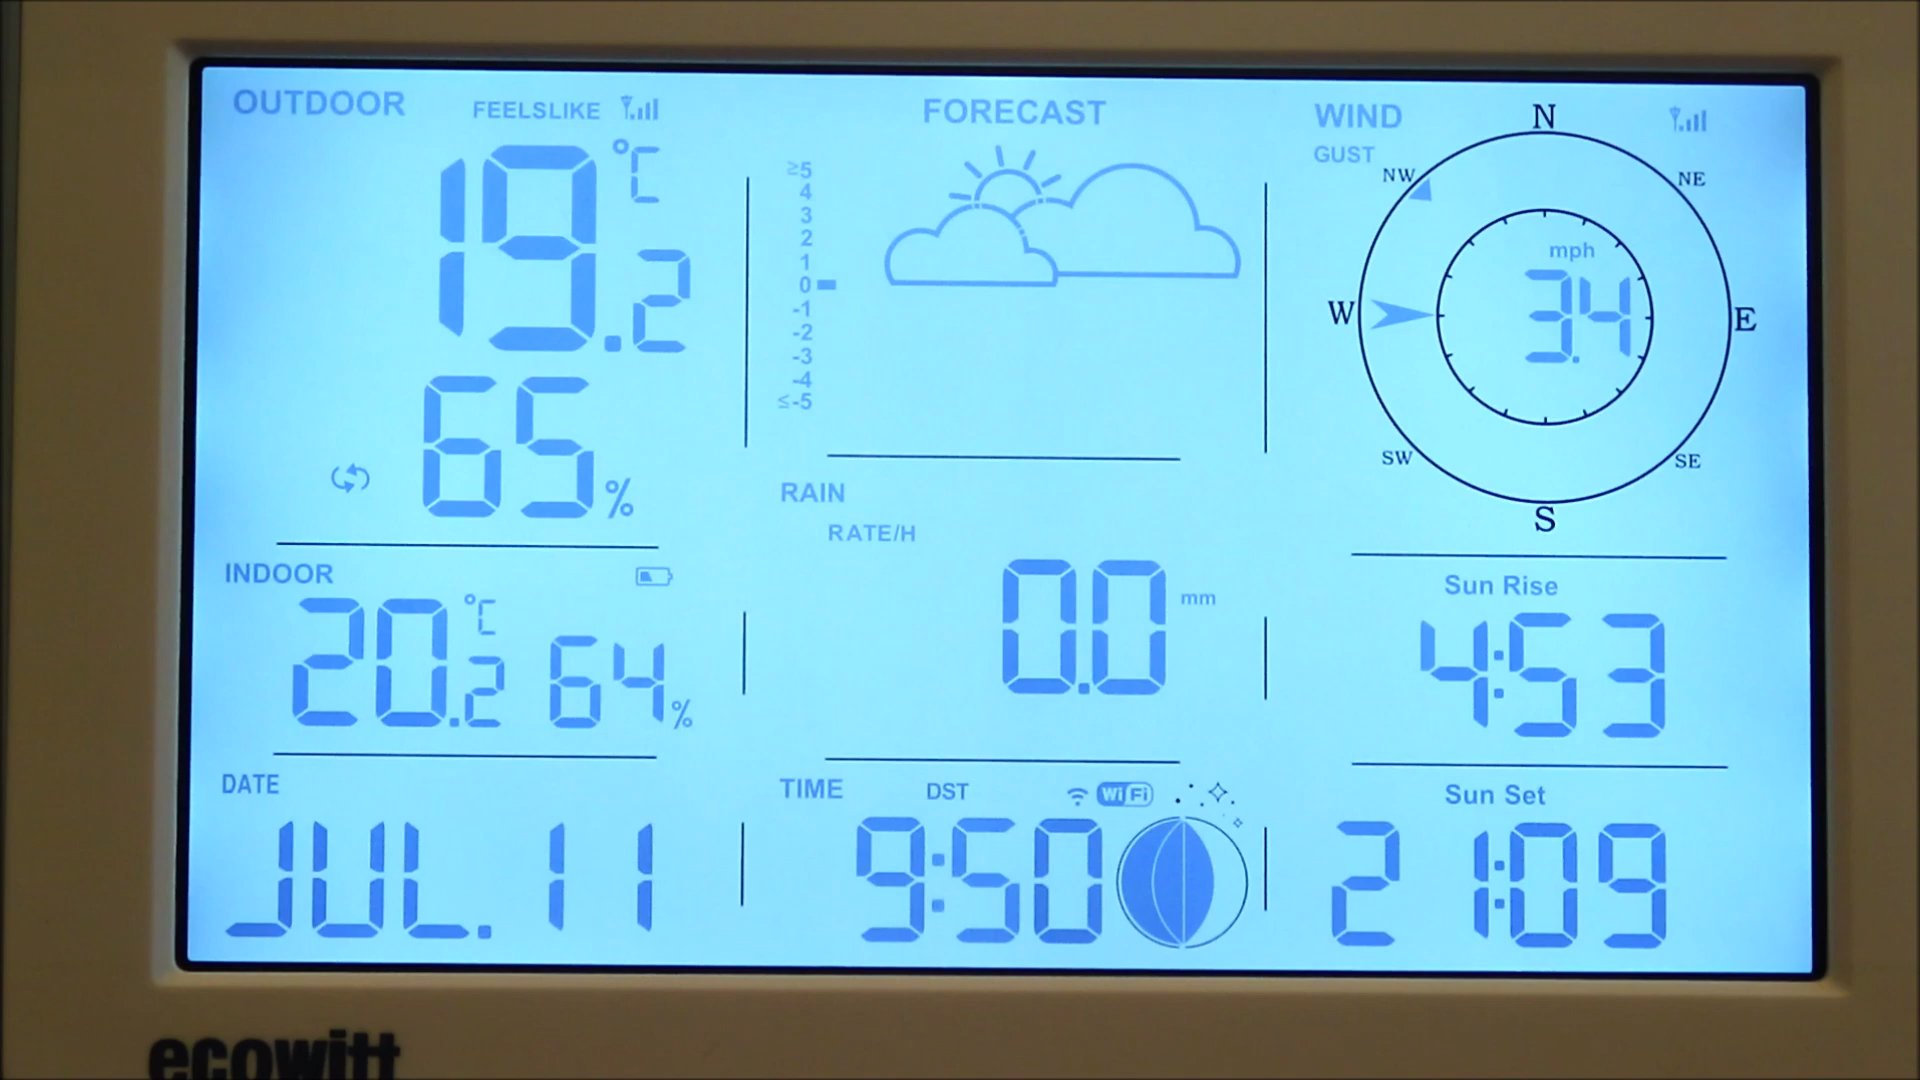 OUTDOOR FEELSLIKE
19.2 °C
65 %
INDOOR
20.2 °C 64 %
DATE
JUL. 11
FORECAST
≥5
4
3
2
1
0
-1
-2
-3
-4
≤-5
RAIN
RATE/H
0.0 mm
TIME DST WiFi
9:50
WIND
GUST
N
NW NE
mph
W 3.4 E
SW SE
S
Sun Rise
4:53
Sun Set
21:09
ecowitt